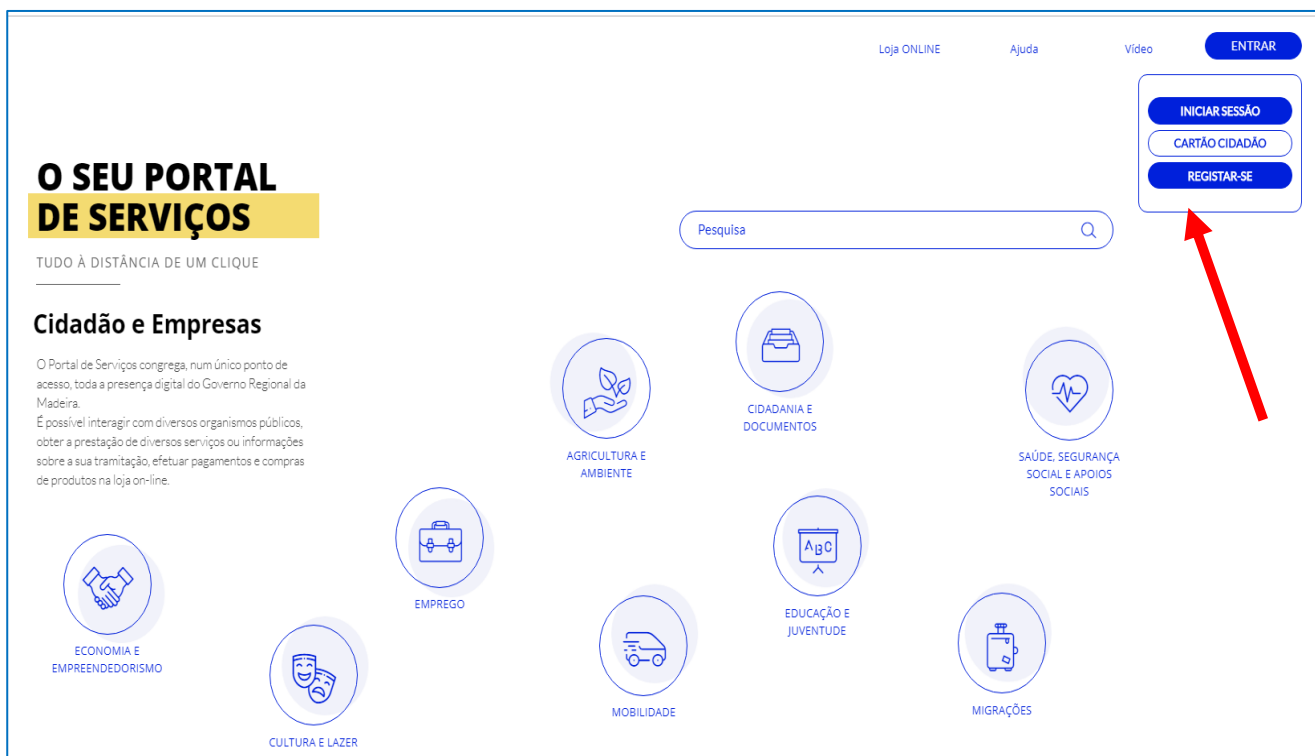 Loja ONLINE
Ajuda
Vídeo
ENTRAR
INICIAR SESSÃO
CARTÃO CIDADÃO
REGISTAR-SE
O SEU PORTAL
DE SERVIÇOS
TUDO À DISTÂNCIA DE UM CLIQUE
Pesquisa
Cidadão e Empresas
O Portal de Serviços congrega, num único ponto de
acesso, toda a presença digital do Governo Regional da
Madeira.
É possível interagir com diversos organismos públicos,
obter a prestação de diversos serviços ou informações
sobre a sua tramitação, efetuar pagamentos e compras
de produtos na loja on-line.
CIDADANIA E
DOCUMENTOS
AGRICULTURA E
AMBIENTE
SAÚDE, SEGURANÇA
SOCIAL E APOIOS
SOCIAIS
ABC
EMPREGO
EDUCAÇÃO E
JUVENTUDE
ECONOMIA E
EMPREENDEDORISMO
MOBILIDADE
MIGRAÇÕES
CULTURA E LAZER